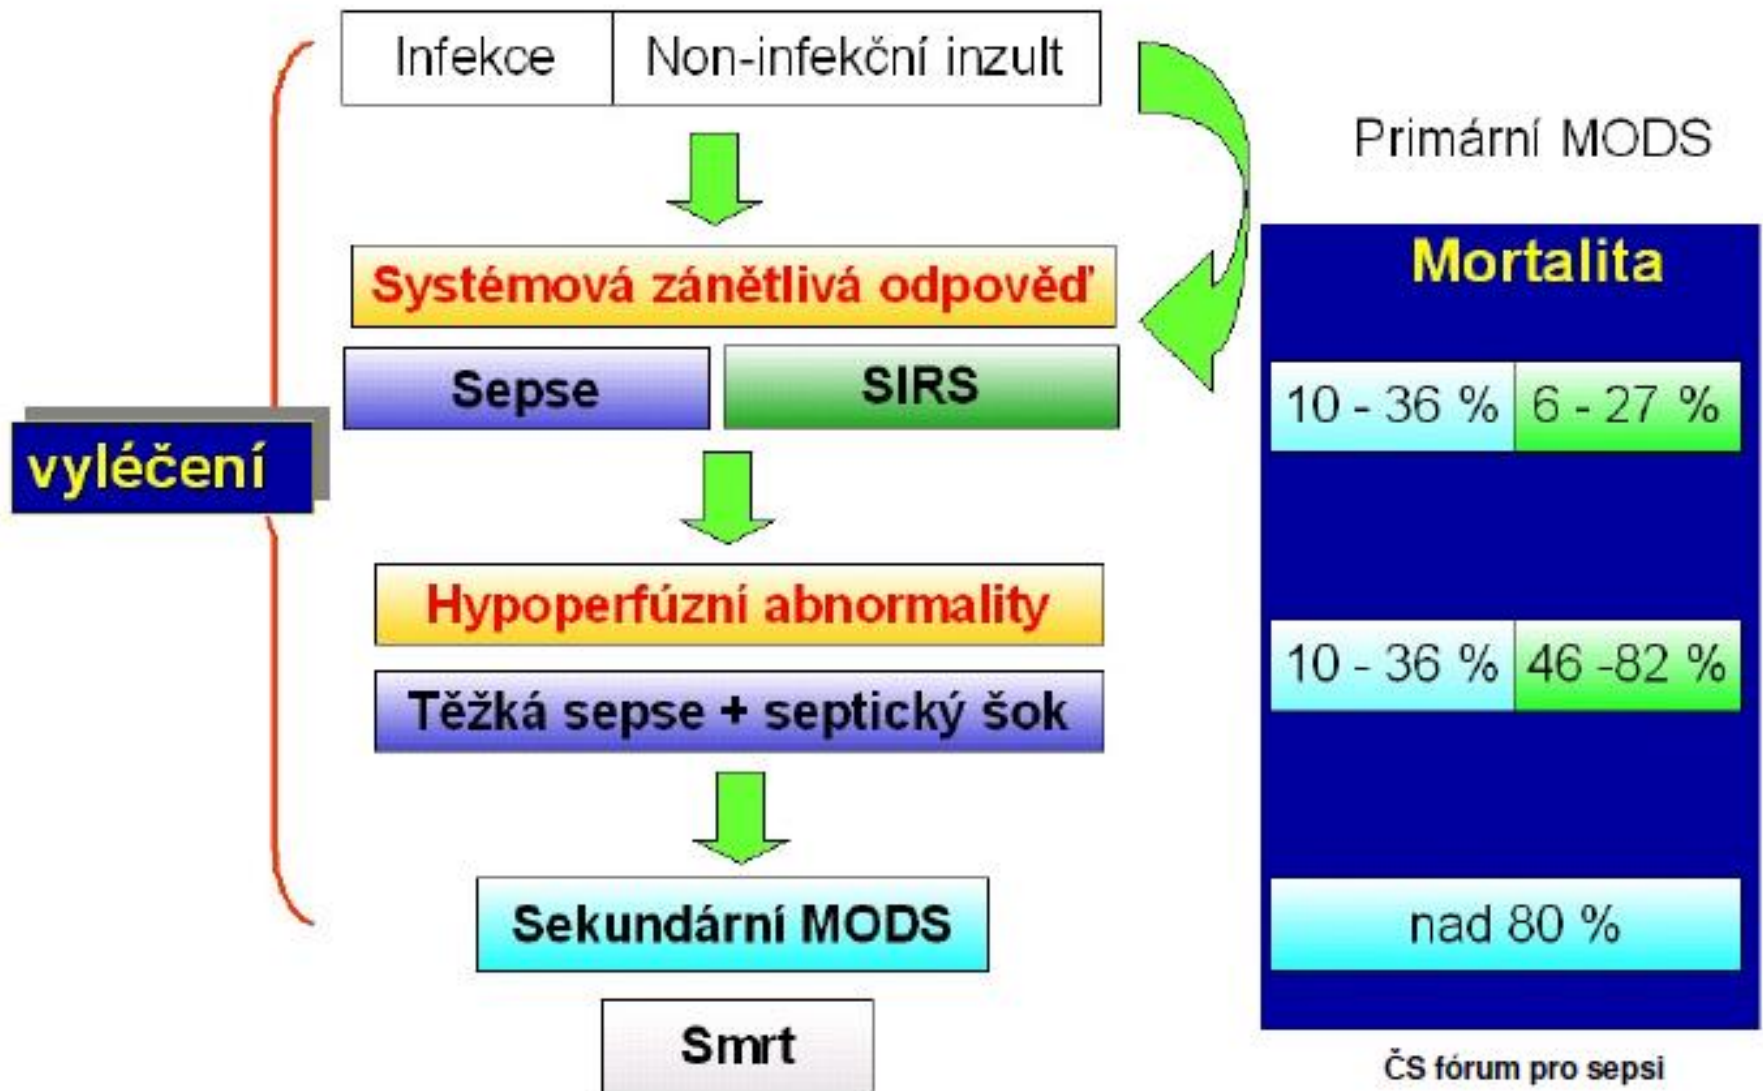 Infekce
Non-infekční inzult
Primární MODS
Systémová zánětlivá odpověď
Sepse
SIRS
vyléčení
Hypoperfúzní abnormality
Těžká sepse + septický šok
Sekundární MODS
Smrt
Mortalita
10 - 36 %
6 - 27 %
10 - 36 %
46 -82 %
nad 80 %
ČS fórum pro sepsi